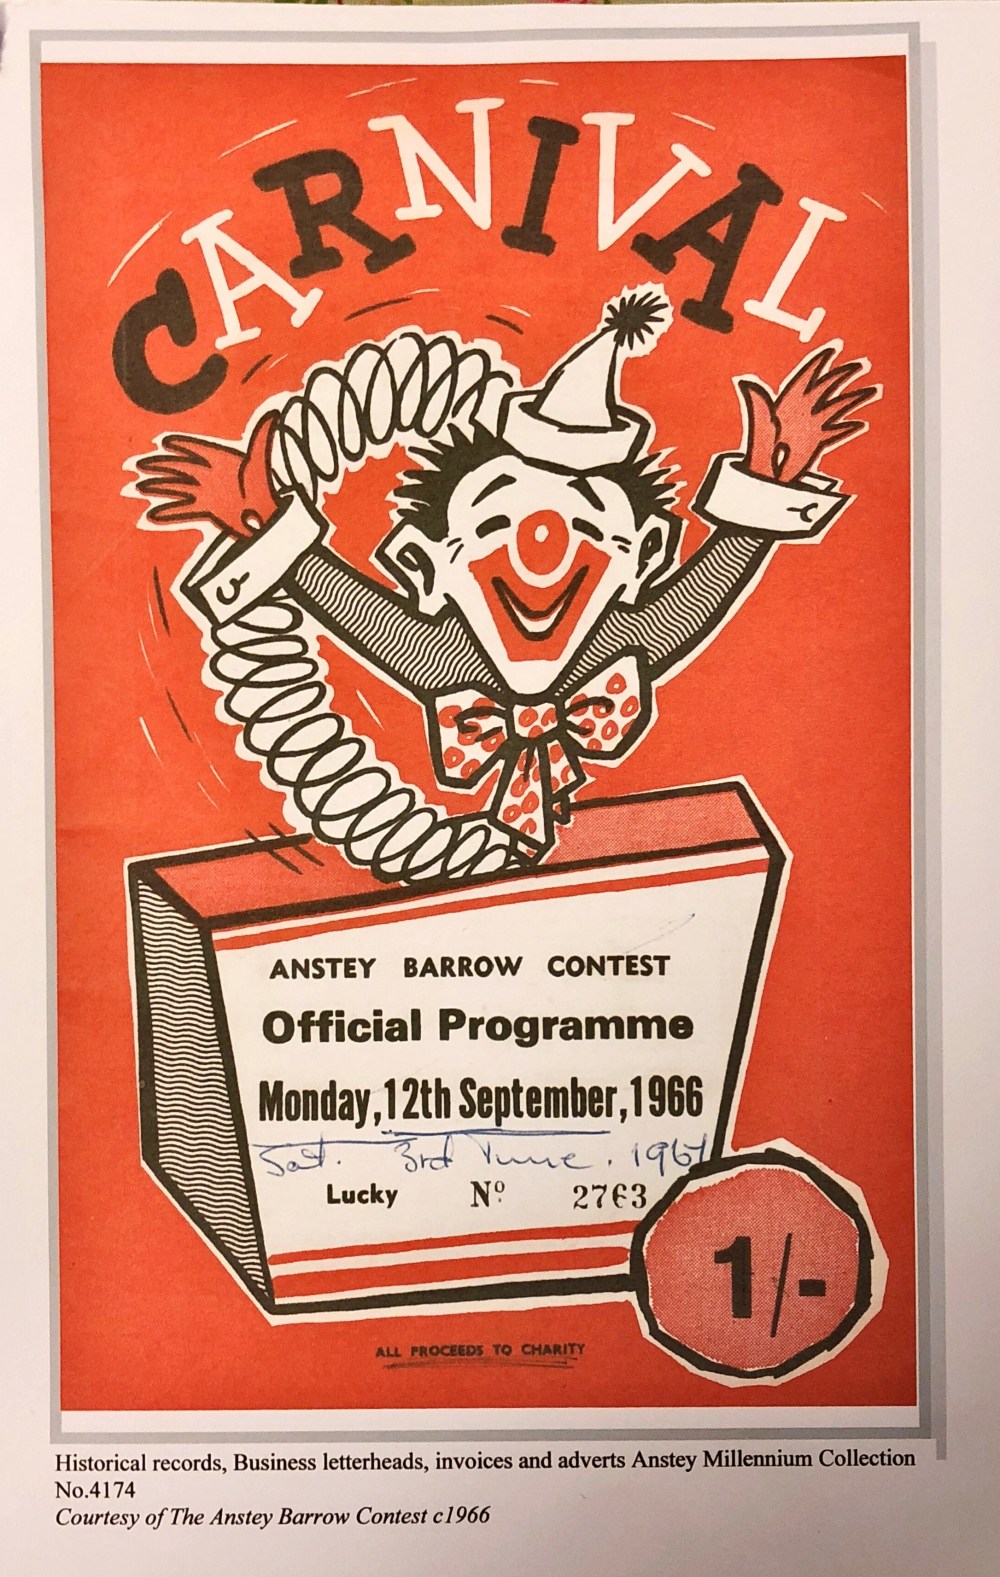 CARNIVAL
ANSTEY BARROW CONTEST
Official Programme
Monday, 12th September, 1966
Sat. 3rd June. 1967
Lucky Nº 2763
1/-
ALL PROCEEDS TO CHARITY
Historical records, Business letterheads, invoices and adverts Anstey Millennium Collection
No.4174
Courtesy of The Anstey Barrow Contest c1966